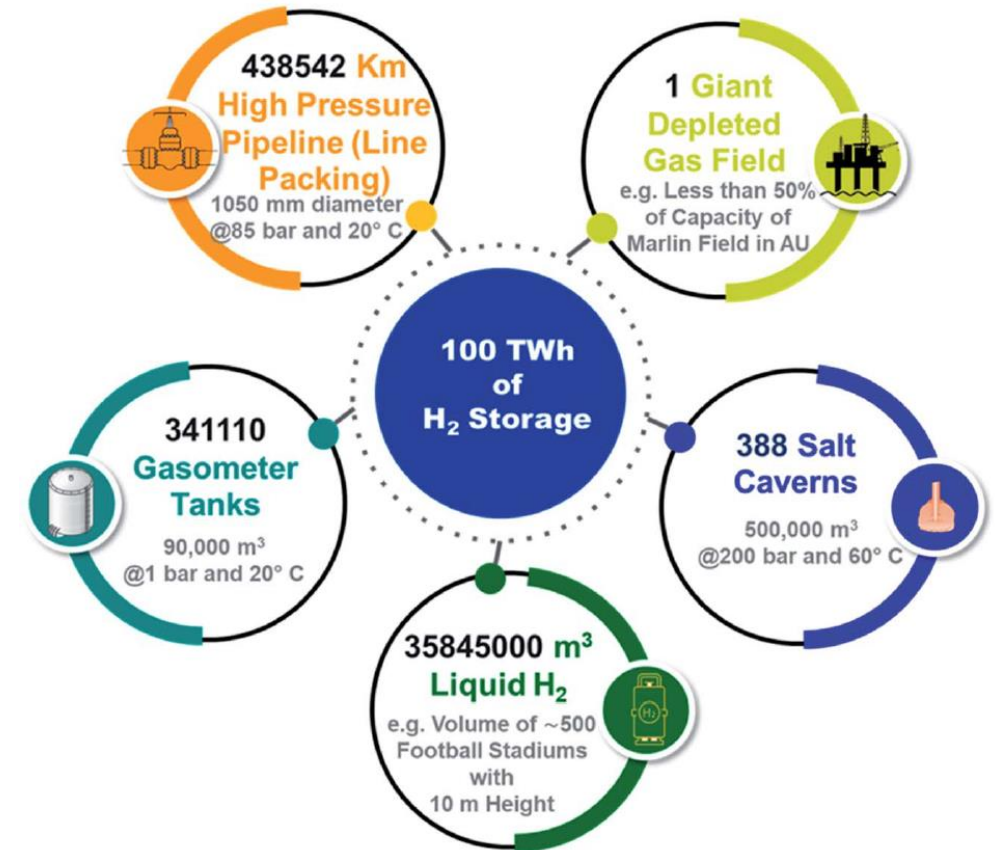 438542 Km
High Pressure
Pipeline (Line
Packing)
1050 mm diameter
@85 bar and 20° C
1 Giant
Depleted
Gas Field
e.g. Less than 50%
of Capacity of
Marlin Field in AU
100 TWh
of
H₂ Storage
341110
Gasometer
Tanks
90,000 m³
@1 bar and 20° C
388 Salt
Caverns
500,000 m³
@200 bar and 60° C
35845000 m³
Liquid H₂
e.g. Volume of ~500
Football Stadiums
with
10 m Height
H₂